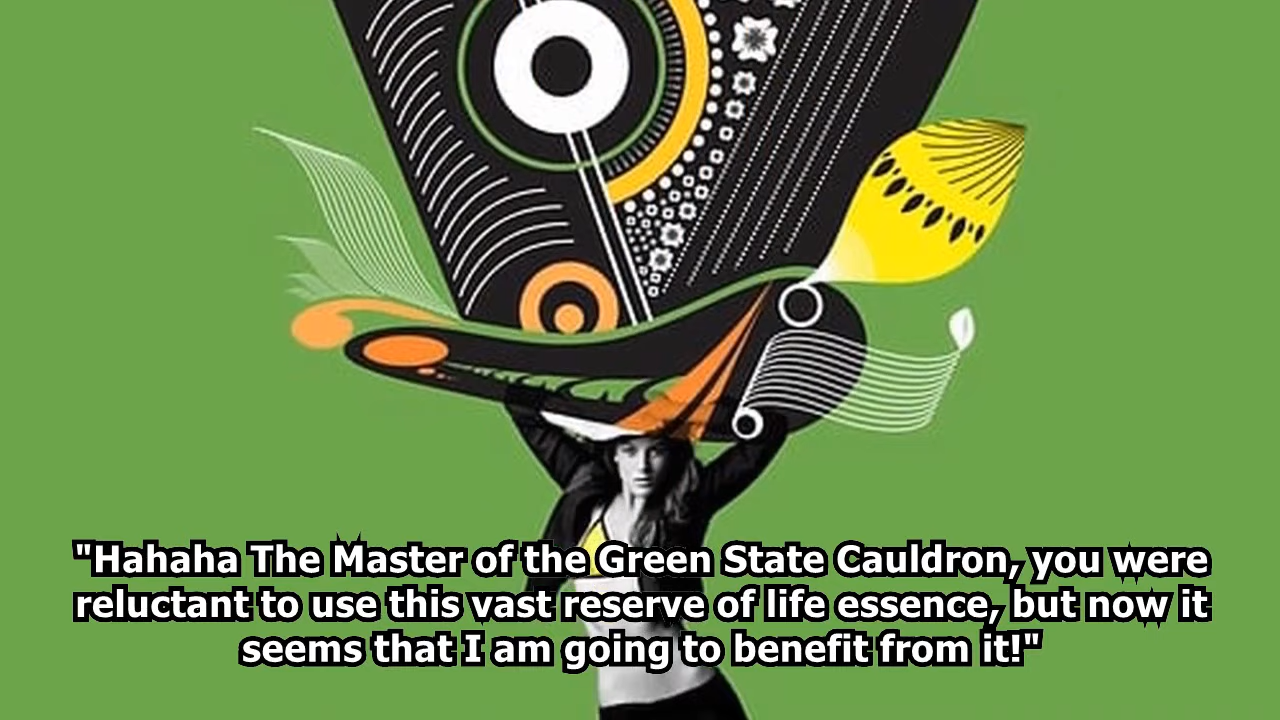 "Hahaha The Master of the Green State Cauldron, you were
reluctant to use this vast reserve of life essence, but now it
seems that I am going to benefit from it!"